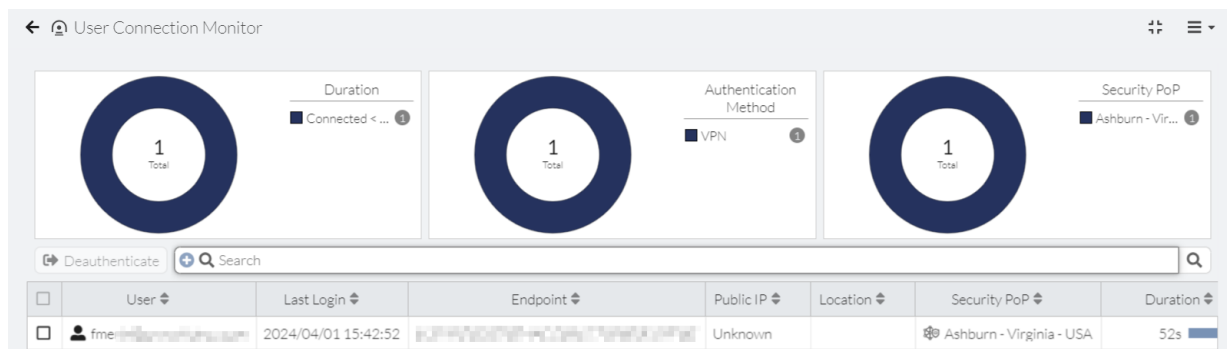 User Connection Monitor
Duration
Connected < ... 1
1
Total
Authentication
Method
VPN 1
1
Total
Security PoP
Ashburn - Vir... 1
1
Total
Deauthenticate Search
User Last Login Endpoint Public IP Location Security PoP Duration
fme 2024/04/01 15:42:52 Unknown Ashburn - Virginia - USA 52s